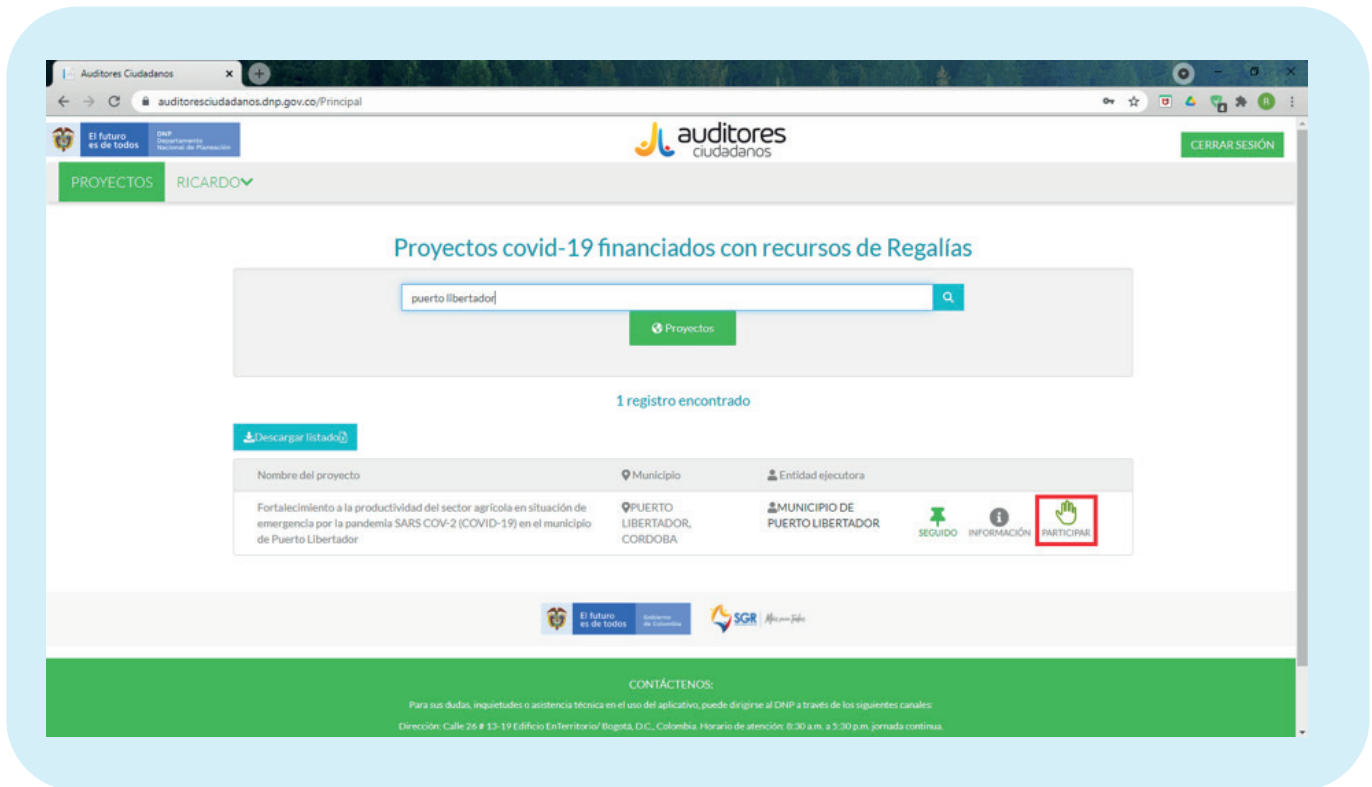 Auditores Ciudadanos
auditoresciudadanos.dnp.gov.co/Principal
R
El futuro
es de todos
DNP
Departamento
Nacional de Planeación
auditores
ciudadanos
CERRAR SESIÓN
PROYECTOS
RICARDO
Proyectos covid-19 financiados con recursos de Regalías
puerto libertador
Proyectos
1 registro encontrado
Descargar listado
Nombre del proyecto Municipio Entidad ejecutora
Fortalecimiento a la productividad del sector agrícola en situación de
emergencia por la pandemia SARS COV-2 (COVID-19) en el municipio
de Puerto Libertador
PUERTO
LIBERTADOR,
CORDOBA
MUNICIPIO DE
PUERTO LIBERTADOR
SEGUIDO INFORMACIÓN PARTICIPAR
El futuro
es de todos
Gobierno
de Colombia
SGR
CONTÁCTENOS:
Para sus dudas, inquietudes o asistencia técnica en el uso del aplicativo, puede dirigirse al DNP a través de los siguientes canales:
Dirección: Calle 26 # 13-19 Edificio EnTerritorio/ Bogotá, D.C., Colombia. Horario de atención: 8:30 a.m. a 5:30 p.m. jornada continua.